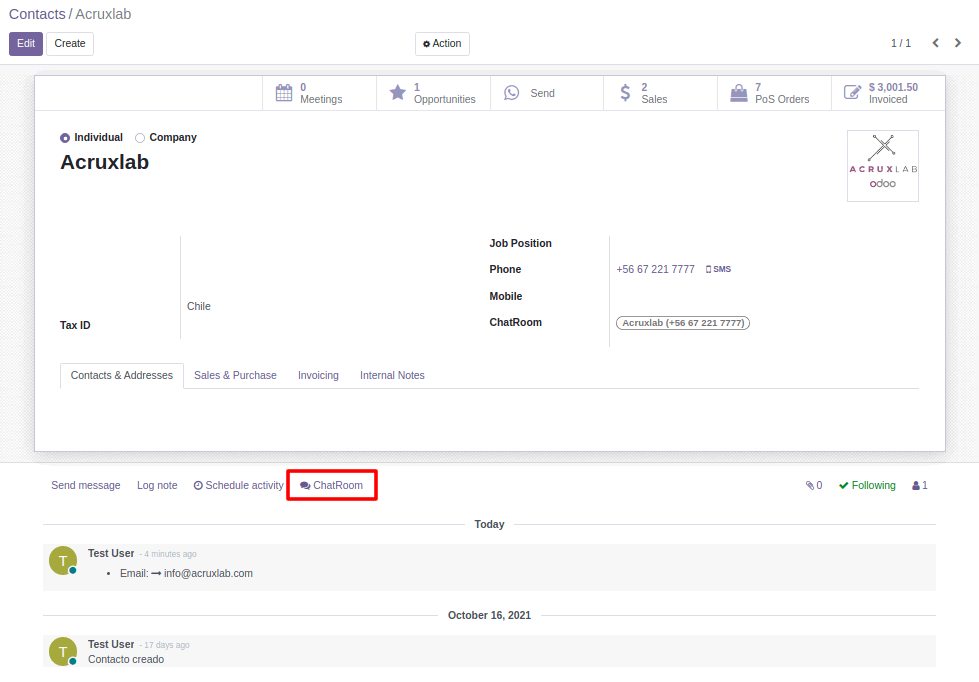 Contacts / Acruxlab
Edit Create Action 1 / 1
0 Meetings
1 Opportunities
Send
2 Sales
7 PoS Orders
$ 3,001.50 Invoiced
Individual Company
Acruxlab
ACRUXLAB
odoo
Job Position
Phone +56 67 221 7777 SMS
Mobile
Chile
ChatRoom Acruxlab (+56 67 221 7777)
Tax ID
Contacts & Addresses Sales & Purchase Invoicing Internal Notes
Send message Log note Schedule activity ChatRoom 0 Following 1
Today
Test User - 4 minutes ago
• Email: → info@acruxlab.com
October 16, 2021
Test User - 17 days ago
Contacto creado
T
T